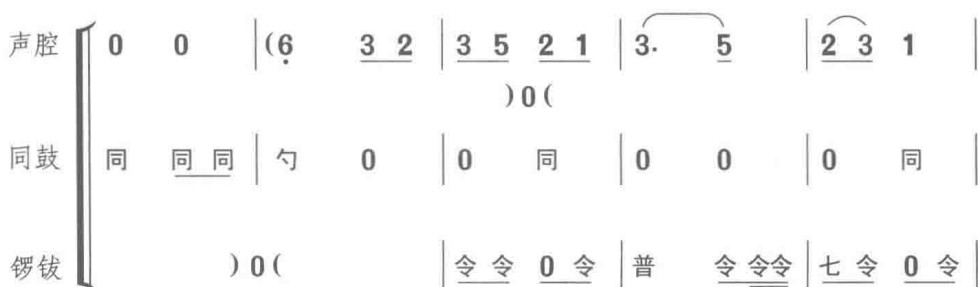 声腔 0 0 | (6̣ 3 2 | 3 5 2 1 | 3. 5 | 2 3 1 |
)0(
同鼓 同 同 同 | 勺 0 | 0 同 | 0 0 | 0 同 |
锣钹 )0( | 令 令 0 令 | 普 令 令令 | 七 令 0 令 |